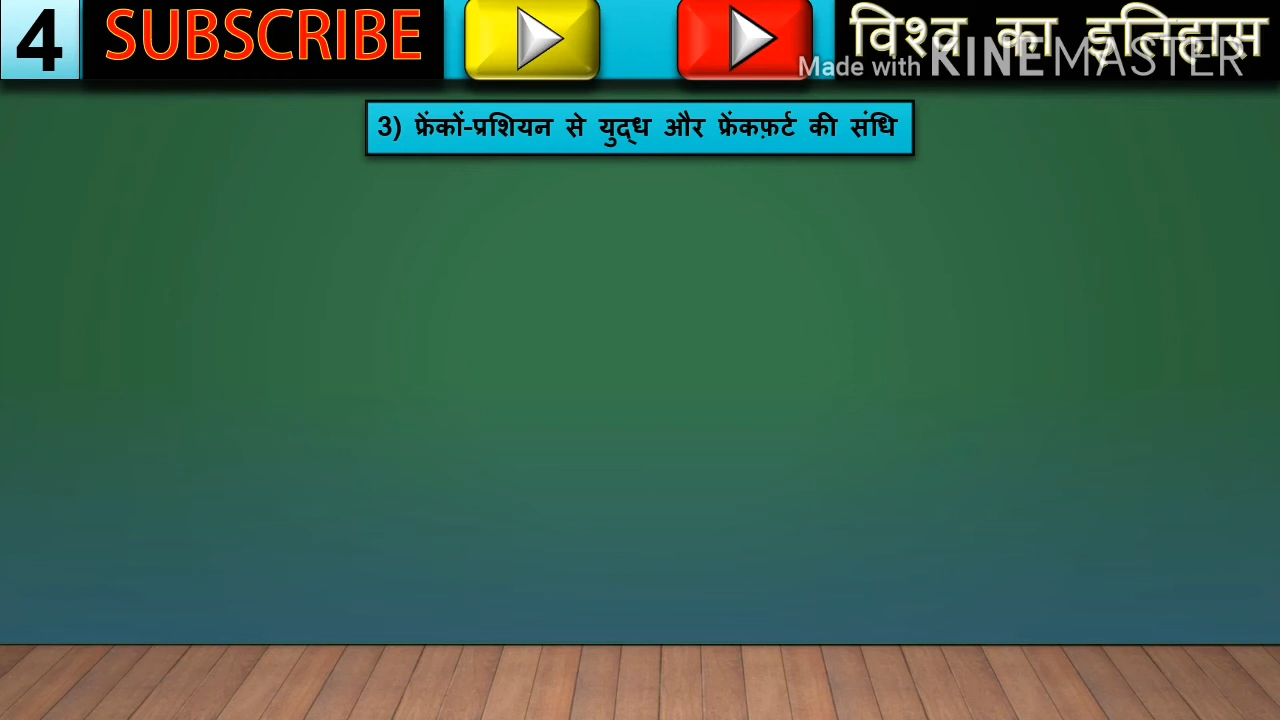 4 SUBSCRIBE विश्व का इतिहास
Made with KINEMASTER
3) फ्रेंकों-प्रशियन से युद्ध और फ्रेंकफ़र्ट की संधि